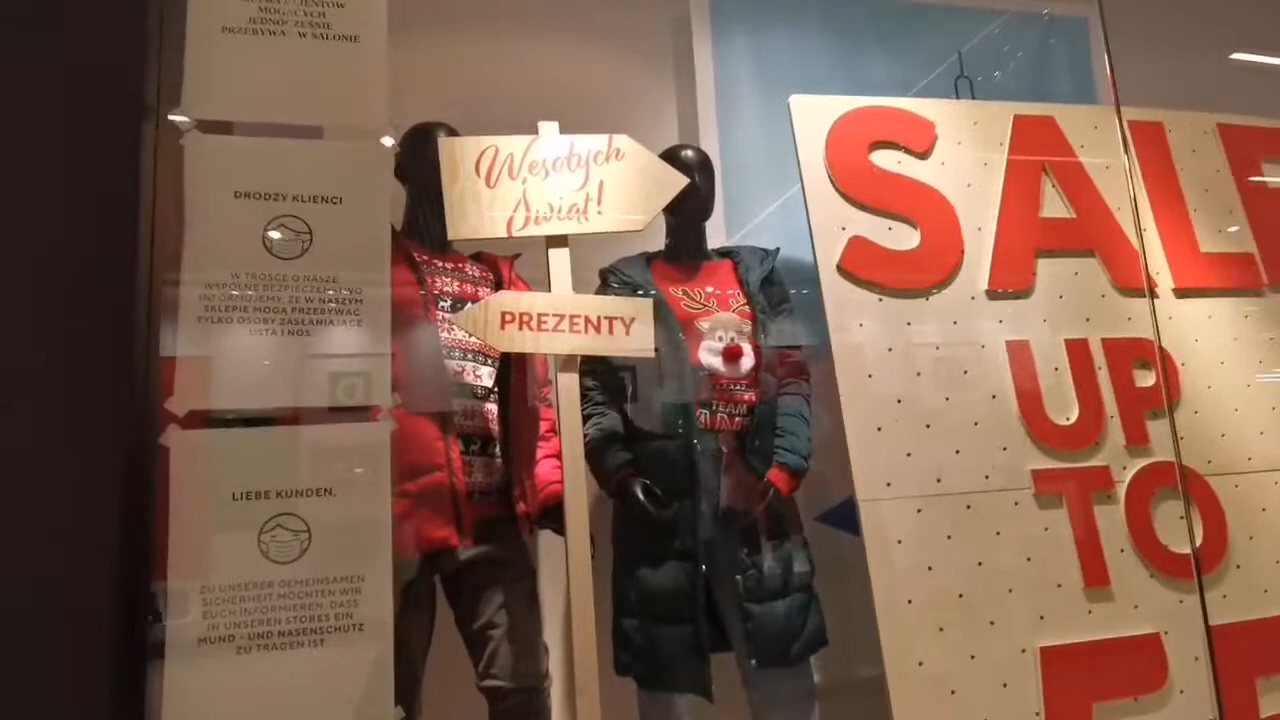 MOGĄCYCH
JEDNOCZEŚNIE
PRZEBYWAĆ W SALONIE
DRODZY KLIENCI
W TROSCE O NASZE
WSPÓLNE BEZPIECZEŃSTWO
INFORMUJEMY, ŻE W NASZYM
SKLEPIE MOGĄ PRZEBYWAĆ
TYLKO OSOBY ZASŁANIAJĄCE
USTA I NOS.
LIEBE KUNDEN,
ZU UNSERER GEMEINSAMEN
SICHERHEIT MÖCHTEN WIR
EUCH INFORMIEREN, DASS
IN UNSEREN STORES EIN
MUND - UND NASENSCHUTZ
ZU TRAGEN IST.
Wesołych
Świąt!
PREZENTY
TEAM
SALE
UP
TO